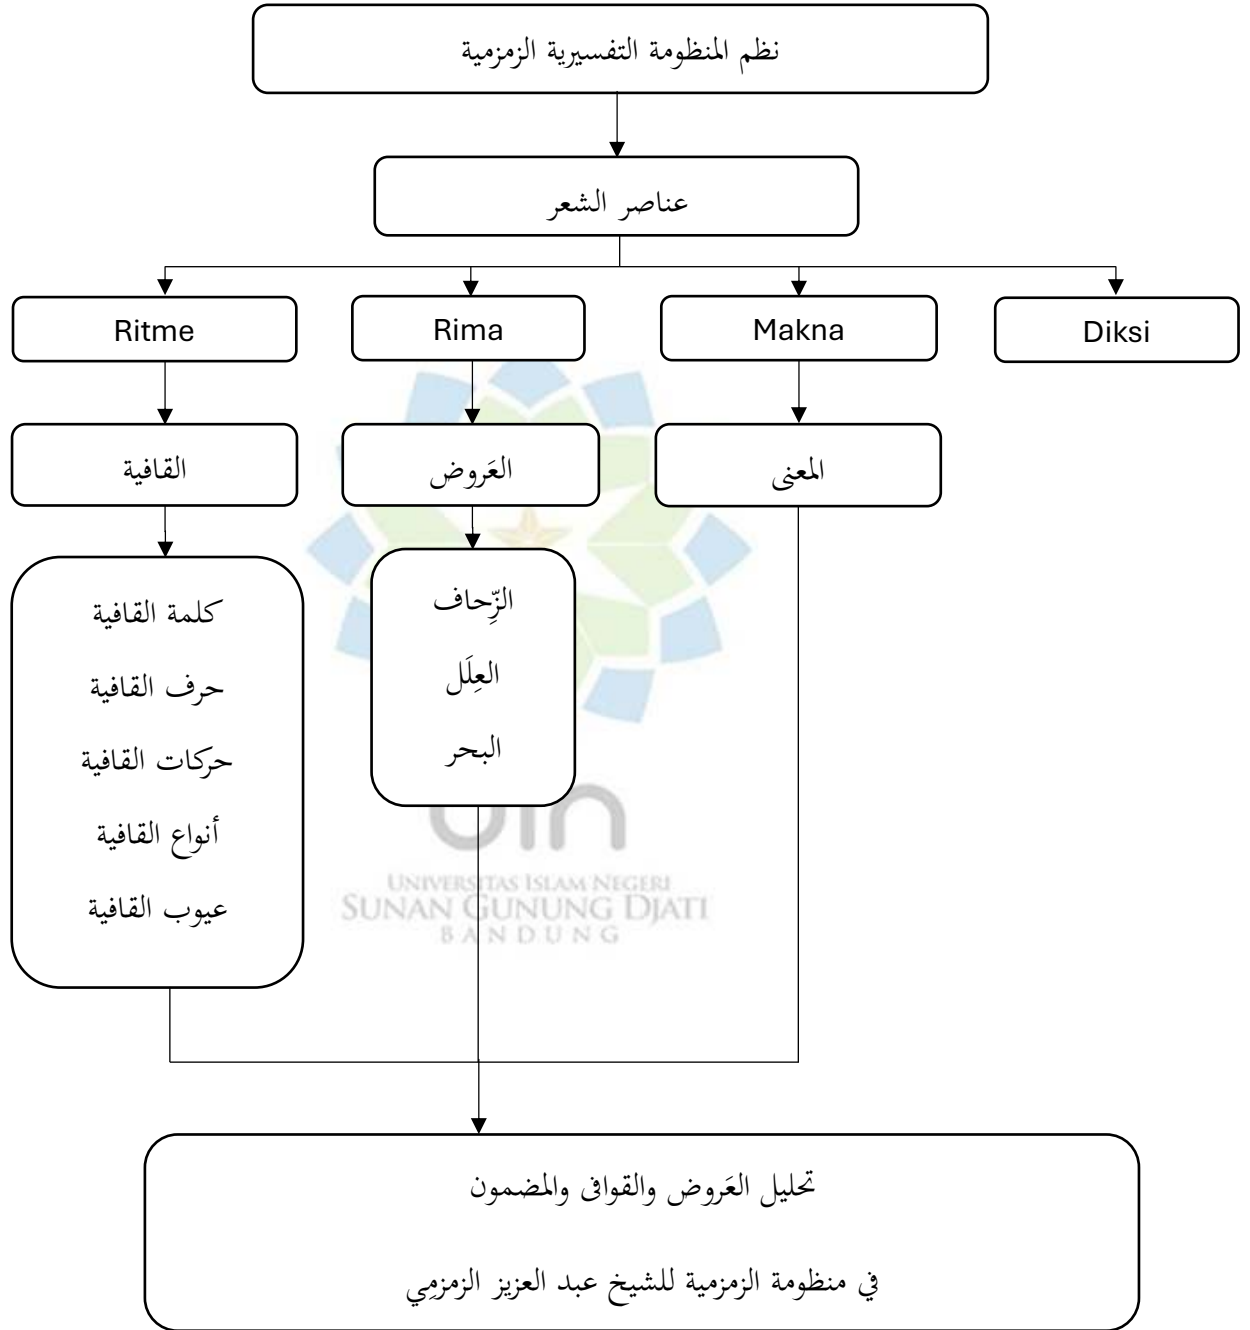 نظم المنظومة التفسيرية الزمزمية
عناصر الشعر
Ritme
Rima
Makna
Diksi
القافية
العَروض
المعنى
كلمة القافية
حرف القافية
حركات القافية
أنواع القافية
عيوب القافية
الزِّحاف
العِلَل
البحر
uin
UNIVERSITAS ISLAM NEGERI
SUNAN GUNUNG DJATI
BANDUNG
تحليل العَروض والقوافى والمضمون
في منظومة الزمزمية للشيخ عبد العزيز الزمزمِي